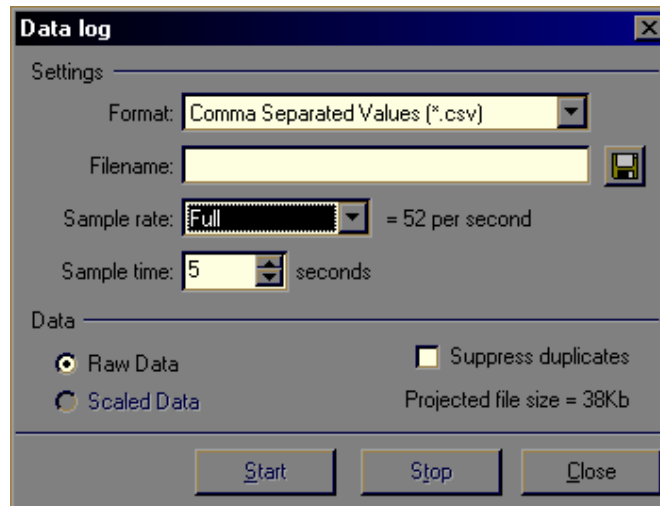 Data log
Settings
Format: Comma Separated Values (*.csv)
Filename:
Sample rate: Full = 52 per second
Sample time: 5 seconds
Data
Raw Data Suppress duplicates
Scaled Data Projected file size = 38Kb
Start Stop Close